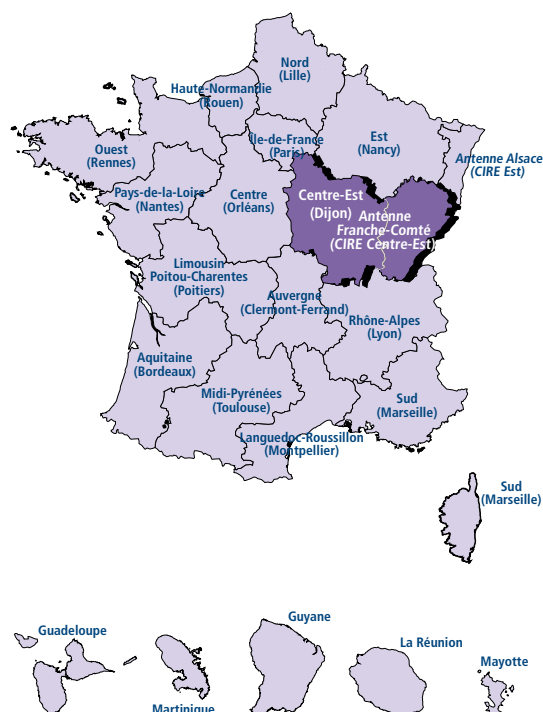 Nord
(Lille)
Haute-Normandie
(Rouen)
Île-de-France
(Paris)
Est
(Nancy)
Ouest
(Rennes)
Antenne Alsace
(CIRE Est)
Pays-de-la-Loire
(Nantes)
Centre
(Orléans)
Centre-Est
(Dijon)
Antenne
Franche-Comté
(CIRE Centre-Est)
Limousin
Poitou-Charentes
(Poitiers)
Auvergne
(Clermont-Ferrand)
Rhône-Alpes
(Lyon)
Aquitaine
(Bordeaux)
Midi-Pyrénées
(Toulouse)
Sud
(Marseille)
Languedoc-Roussillon
(Montpellier)
Sud
(Marseille)
Guadeloupe
Guyane
La Réunion
Mayotte
Martinique